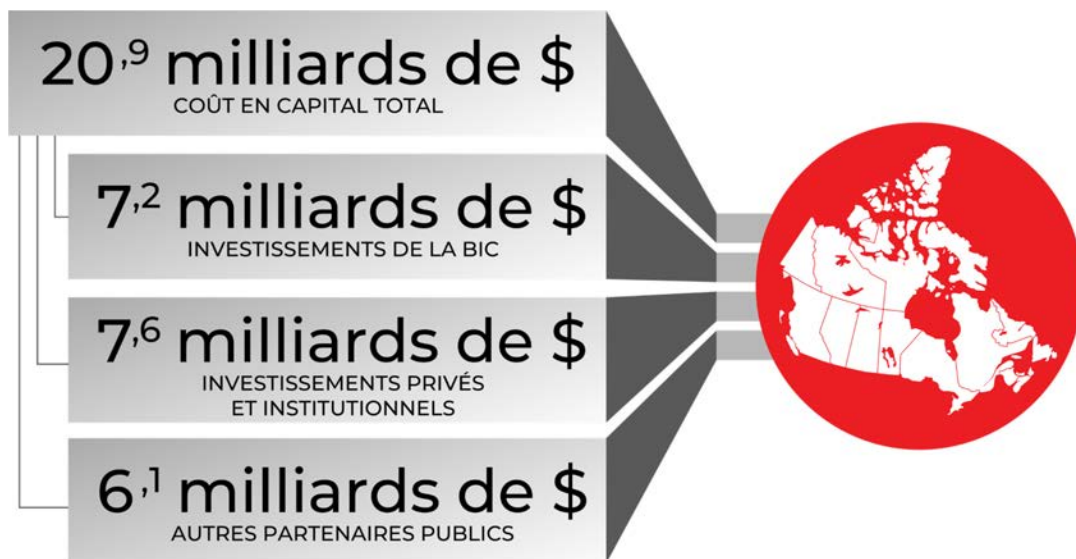 20,9 milliards de $
COÛT EN CAPITAL TOTAL
7,2 milliards de $
INVESTISSEMENTS DE LA BIC
7,6 milliards de $
INVESTISSEMENTS PRIVÉS
ET INSTITUTIONNELS
6,1 milliards de $
AUTRES PARTENAIRES PUBLICS